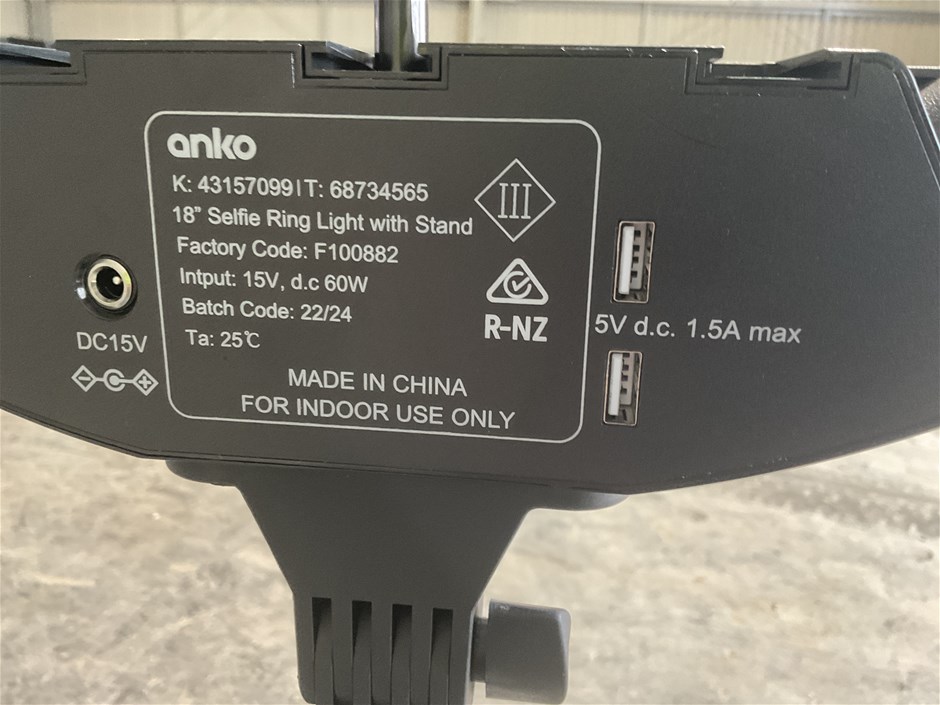 anko
K: 43157099 | T: 68734565
18" Selfie Ring Light with Stand
Factory Code: F100882
Intput: 15V, d.c 60W
Batch Code: 22/24
Ta: 25℃
MADE IN CHINA
FOR INDOOR USE ONLY
III
R-NZ
DC15V
5V d.c. 1.5A max